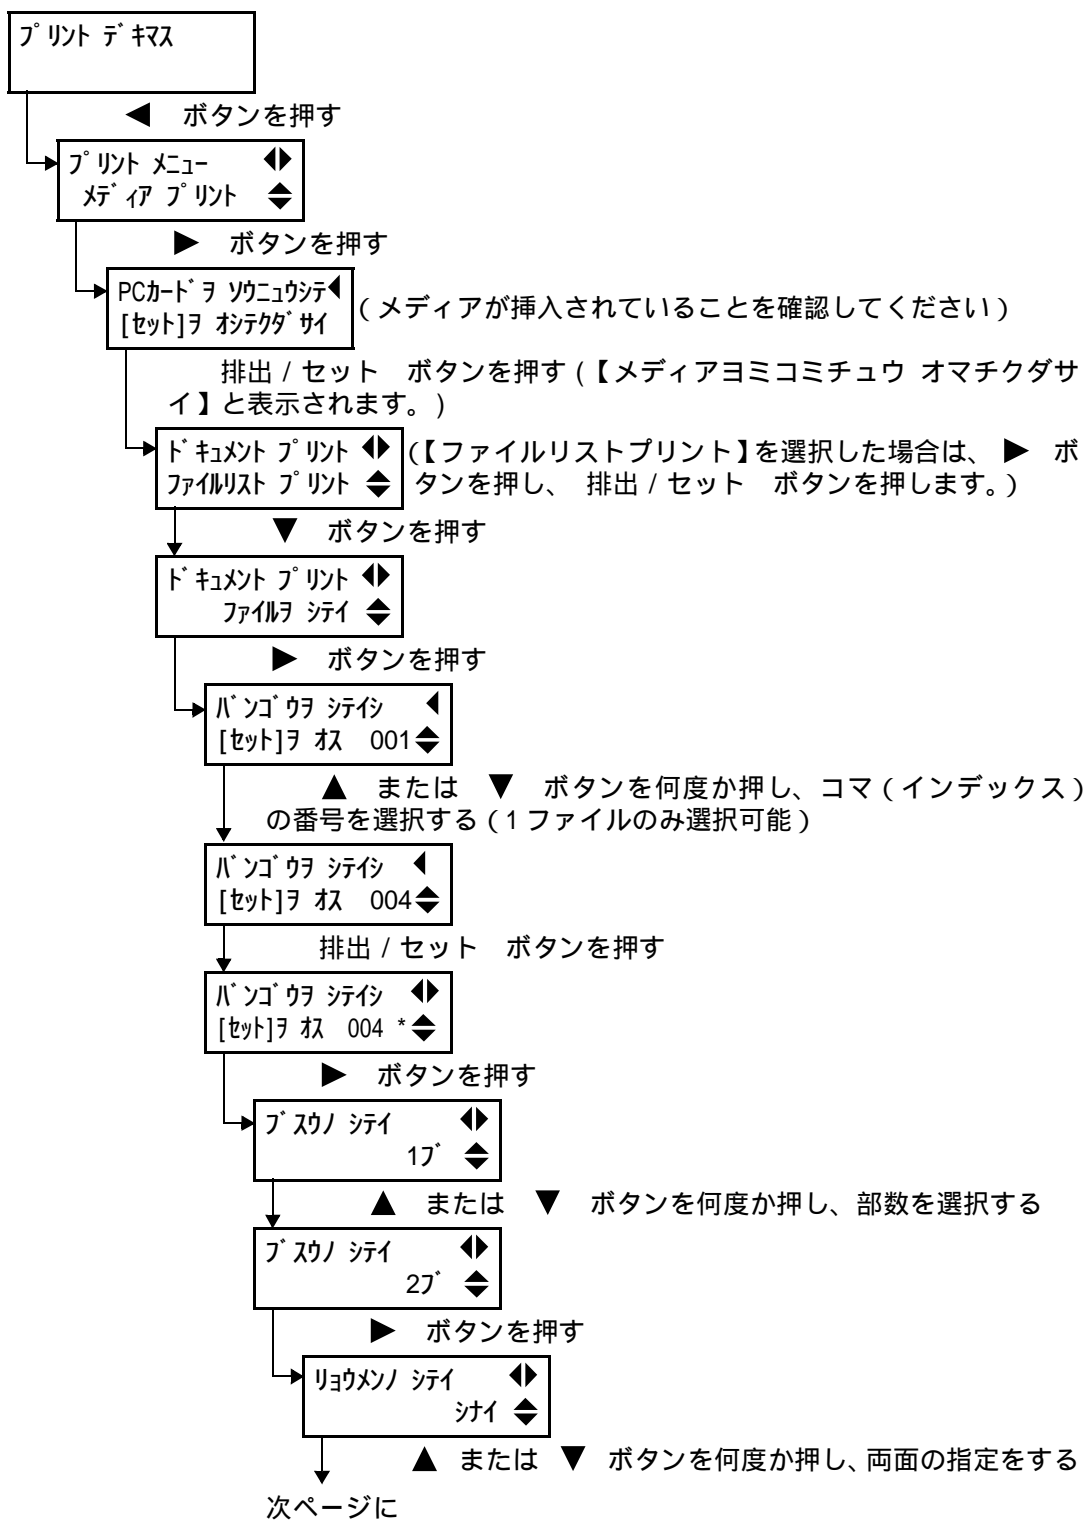 ﾌﾟﾘﾝﾄ ﾃﾞｷﾏｽ
◀ ボタンを押す
ﾌﾟﾘﾝﾄ ﾒﾆｭｰ ◀▶
ﾒﾃﾞｨｱ ﾌﾟﾘﾝﾄ ▲▼
▶ ボタンを押す
PCｶｰﾄﾞｦ ｿｳﾆｭｳｼﾃ◀
[ｾｯﾄ]ｦ ｵｼﾃｸﾀﾞｻｲ
（メディアが挿入されていることを確認してください）
排出 / セット ボタンを押す (【メディアヨミコミチュウ オマチクダサ
イ】と表示されます。)
ﾄﾞｷｭﾒﾝﾄ ﾌﾟﾘﾝﾄ ◀▶
ﾌｧｲﾙﾘｽﾄ ﾌﾟﾘﾝﾄ ▲▼
(【ファイルリストプリント】を選択した場合は、 ▶ ボ
タンを押し、 排出 / セット ボタンを押します。)
▼ ボタンを押す
ﾄﾞｷｭﾒﾝﾄ ﾌﾟﾘﾝﾄ ◀▶
ﾌｧｲﾙｦ ｼﾃｲ ▲▼
▶ ボタンを押す
ﾊﾞﾝｺﾞｳｦ ｼﾃｲｼ ◀
[ｾｯﾄ]ｦ ｵｽ 001▲▼
▲ または ▼ ボタンを何度か押し、コマ（インデックス）
の番号を選択する（1 ファイルのみ選択可能）
ﾊﾞﾝｺﾞｳｦ ｼﾃｲｼ ◀
[ｾｯﾄ]ｦ ｵｽ 004▲▼
排出 / セット ボタンを押す
ﾊﾞﾝｺﾞｳｦ ｼﾃｲｼ ◀▶
[ｾｯﾄ]ｦ ｵｽ 004 *▲▼
▶ ボタンを押す
ﾌﾞｽｳﾉ ｼﾃｲ ◀▶
1ﾌﾞ ▲▼
▲ または ▼ ボタンを何度か押し、部数を選択する
ﾌﾞｽｳﾉ ｼﾃｲ ◀▶
2ﾌﾞ ▲▼
▶ ボタンを押す
ﾘｮｳﾒﾝﾉ ｼﾃｲ ◀▶
ｼﾅｲ ▲▼
▲ または ▼ ボタンを何度か押し、両面の指定をする
次ページに